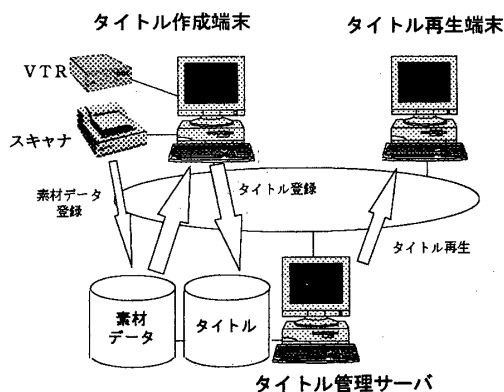 タイトル作成端末
タイトル再生端末
VTR
スキャナ
素材データ
登録
タイトル登録
タイトル再生
素材
データ
タイトル
タイトル管理サーバ